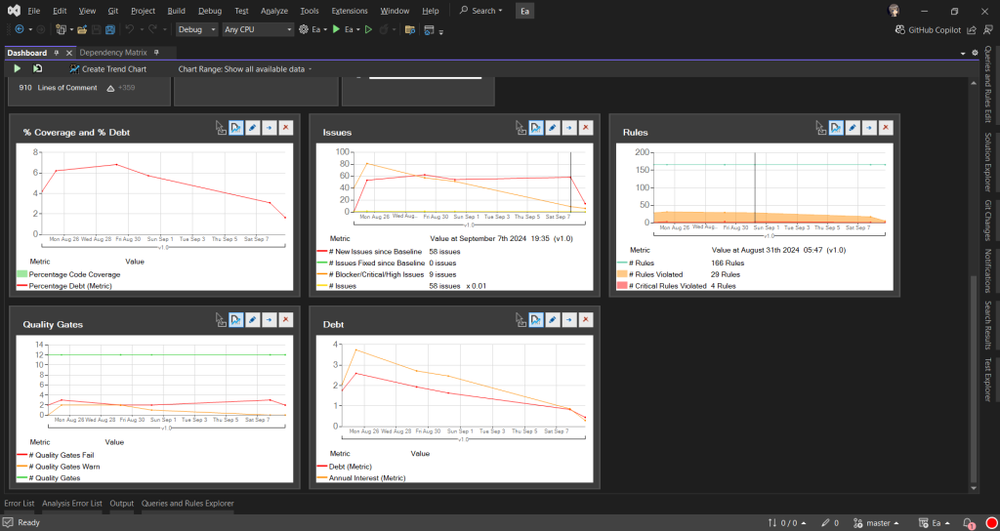 File Edit View Git Project Build Debug Test Analyze Tools Extensions Window Help Search Ea
Debug Any CPU Ea Ea GitHub Copilot
Dashboard Dependency Matrix
Create Trend Chart Chart Range: Show all available data
910 Lines of Comment +359
% Coverage and % Debt
8
6
4
2
0
Mon Aug 26 Wed Aug 28 Fri Aug 30 Sun Sep 1 Tue Sep 3 Thu Sep 5 Sat Sep 7
v1.0
Metric Value
Percentage Code Coverage
Percentage Debt (Metric)
Issues
100
80
60
40
20
0
Mon Aug 26 Wed Aug... Fri Aug 30 Sun Sep 1 Tue Sep 3 Thu Sep 5 Sat Sep 7
v1.0
Metric Value at September 7th 2024 19:35 (v1.0)
# New Issues since Baseline 58 issues
# Issues Fixed since Baseline 0 issues
# Blocker/Critical/High Issues 9 issues
# Issues 58 issues x 0.01
Rules
200
150
100
50
0
Mon Aug 26 Wed Aug... Fri Aug 30 Sun Sep 1 Tue Sep 3 Thu Sep 5 Sat Sep 7
v1.0
Metric Value at August 31th 2024 05:47 (v1.0)
# Rules 166 Rules
# Rules Violated 29 Rules
# Critical Rules Violated 4 Rules
Quality Gates
14
12
10
8
6
4
2
0
Mon Aug 26 Wed Aug 28 Fri Aug 30 Sun Sep 1 Tue Sep 3 Thu Sep 5 Sat Sep 7
v1.0
Metric Value
# Quality Gates Fail
# Quality Gates Warn
# Quality Gates
Debt
4
3
2
1
0
Mon Aug 26 Wed Aug 28 Fri Aug 30 Sun Sep 1 Tue Sep 3 Thu Sep 5 Sat Sep 7
v1.0
Metric Value
Debt (Metric)
Annual Interest (Metric)
Queries and Rules Edit
Solution Explorer
Git Changes
Notifications
Search Results
Test Explorer
Error List Analysis Error List Output Queries and Rules Explorer
Ready 0 / 0 0 master Ea 1